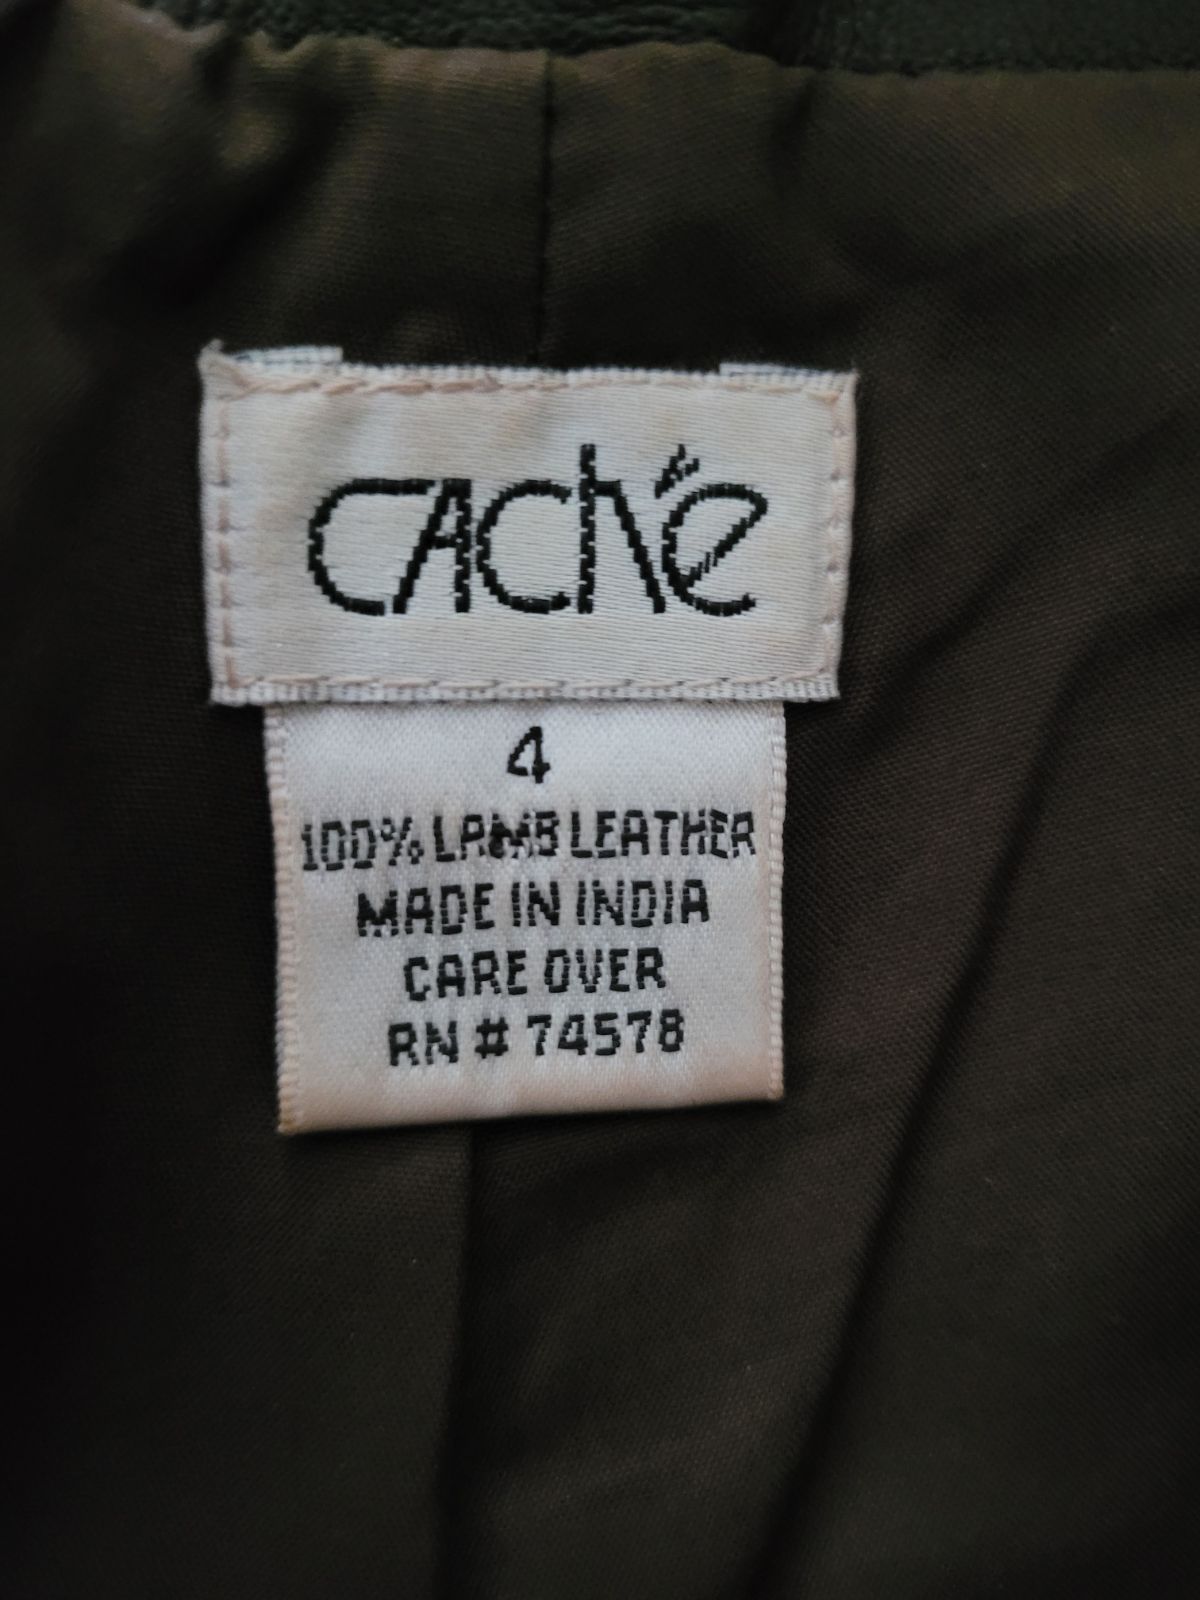 CAChé
4
100% LAMB LEATHER
MADE IN INDIA
CARE OVER
RN # 74578